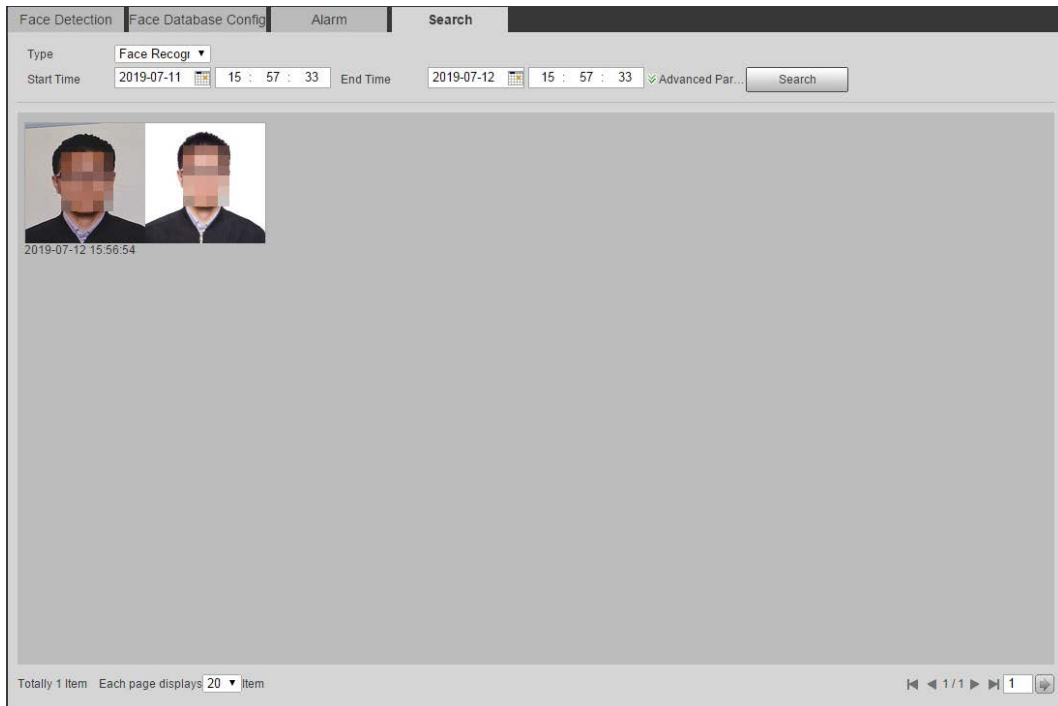 Face Detection Face Database Config Alarm Search
Type Face Recogr
Start Time 2019-07-11 15 : 57 : 33 End Time 2019-07-12 15 : 57 : 33 Advanced Par... Search
2019-07-12 15:56:54
Totally 1 Item Each page displays 20 Item 1 / 1 1